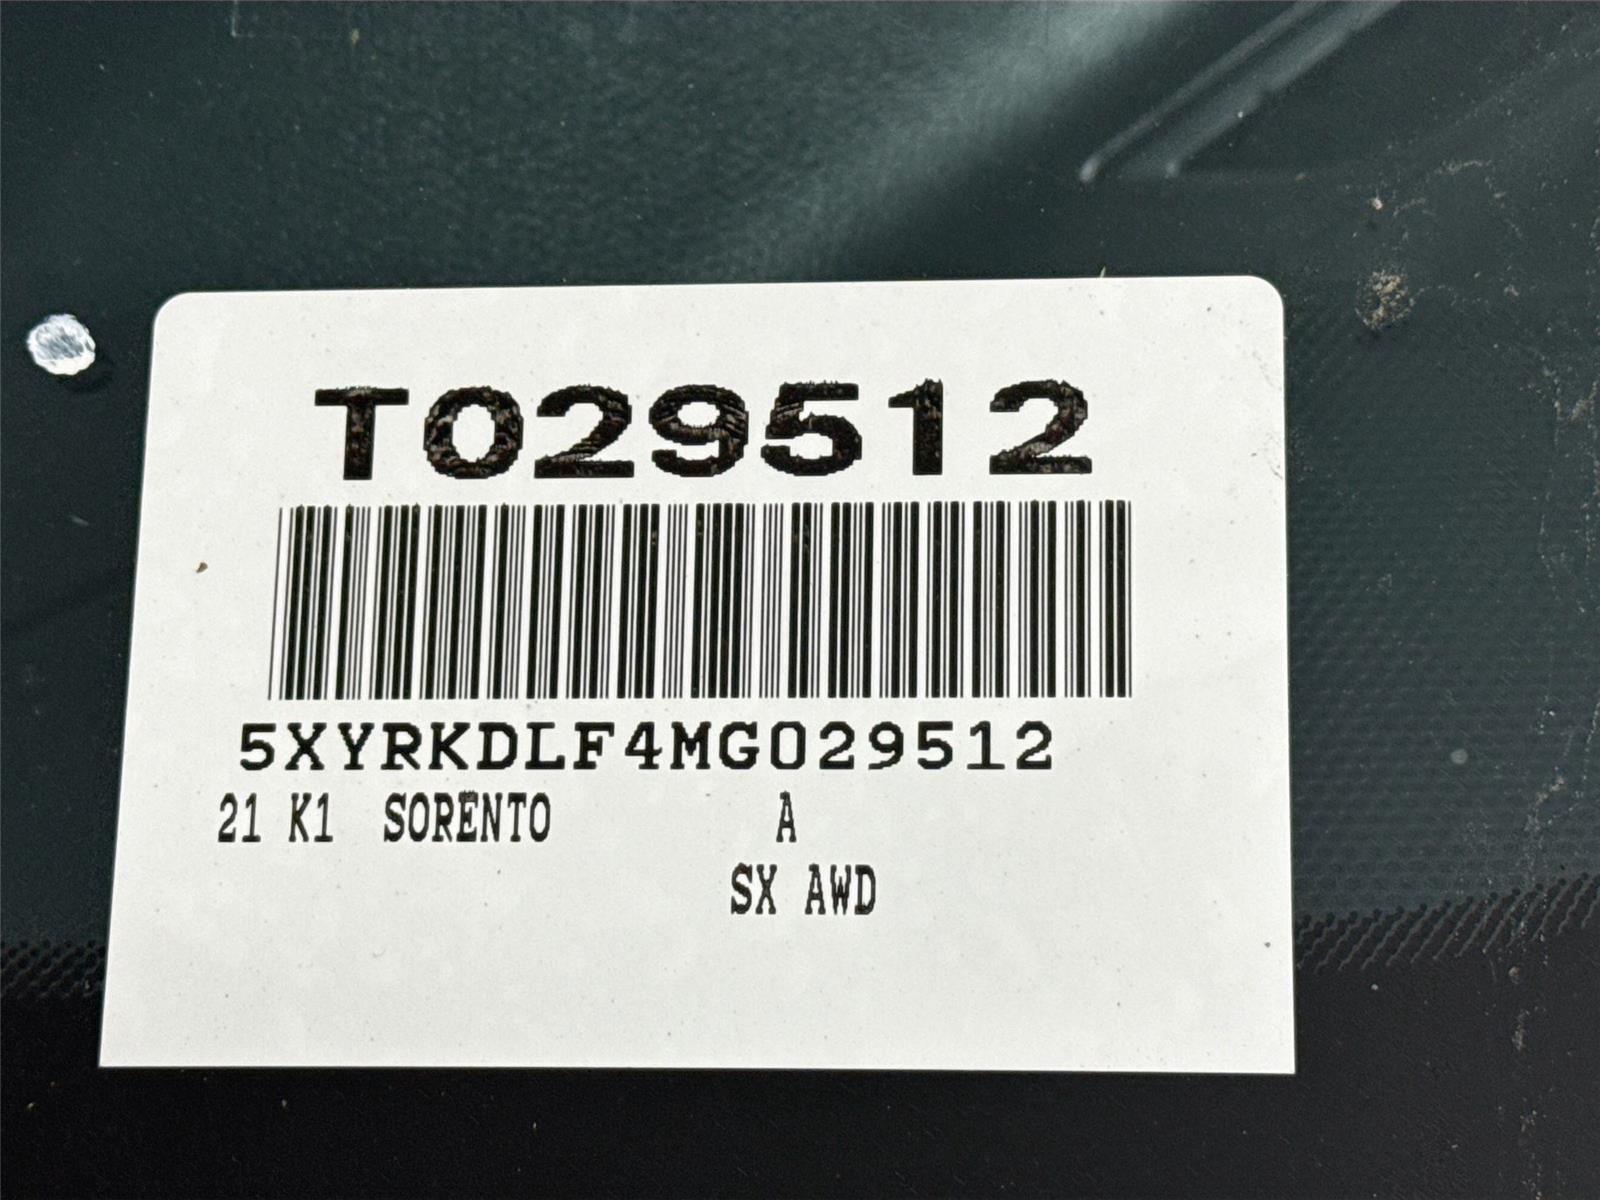 T029512
5XYRKDLF4MG029512
21 K1 SORENTO A
SX AWD